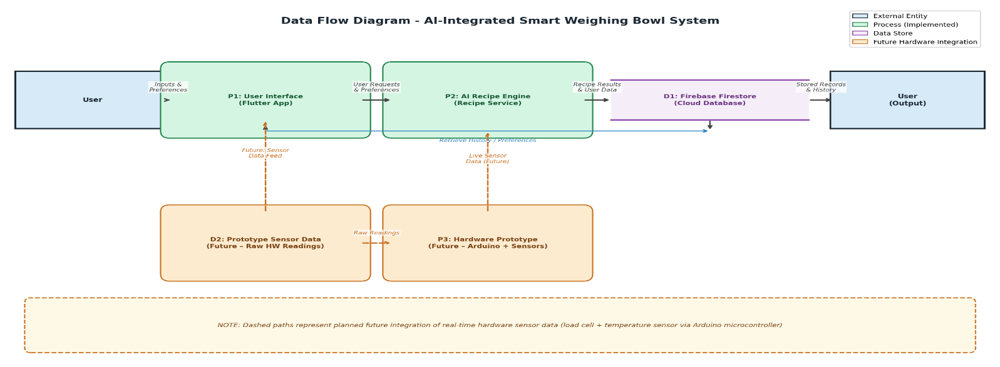 Data Flow Diagram - AI-Integrated Smart Weighing Bowl System
External Entity
Process (Implemented)
Data Store
Future Hardware Integration
User
Inputs &
Preferences
P1: User Interface
(Flutter App)
User Requests
& Preferences
P2: AI Recipe Engine
(Recipe Service)
Recipe Results
& User Data
D1: Firebase Firestore
(Cloud Database)
Stored Records
& History
User
(Output)
Retrieve History / Preferences
Future: Sensor
Data Feed
Live Sensor
Data (Future)
D2: Prototype Sensor Data
(Future – Raw HW Readings)
Raw Readings
P3: Hardware Prototype
(Future – Arduino + Sensors)
NOTE: Dashed paths represent planned future integration of real-time hardware sensor data (load cell + temperature sensor via Arduino microcontroller)